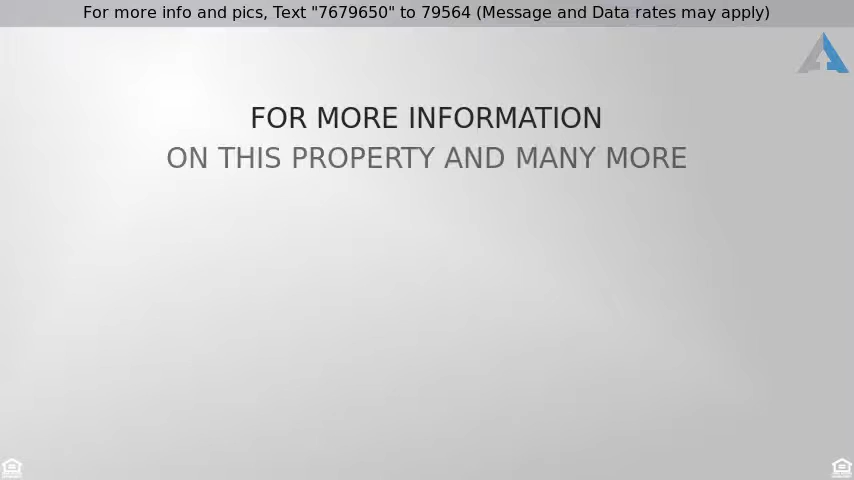 For more info and pics, Text "7679650" to 79564 (Message and Data rates may apply)
FOR MORE INFORMATION
ON THIS PROPERTY AND MANY MORE